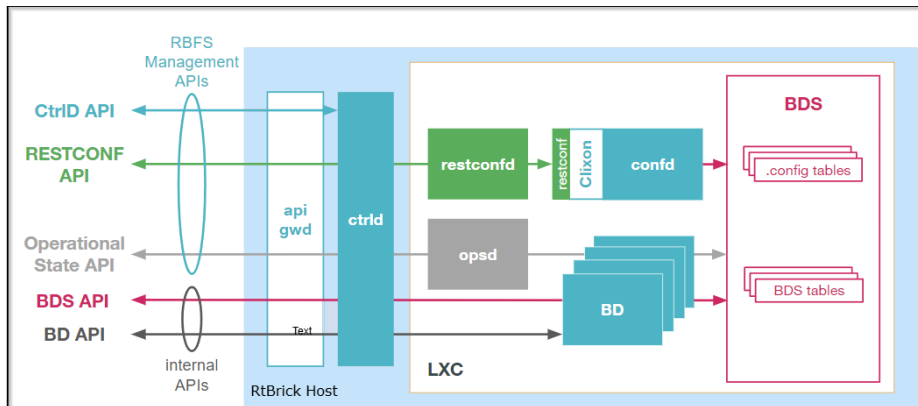 RBFS
Management
APIs
CtrlD API
RESTCONF
API
Operational
State API
BDS API
BD API
internal
APIs
api
gwd
Text
RtBrick Host
ctrld
restconfd
restconf
Clixon
confd
opsd
BD
LXC
BDS
.config tables
BDS tables